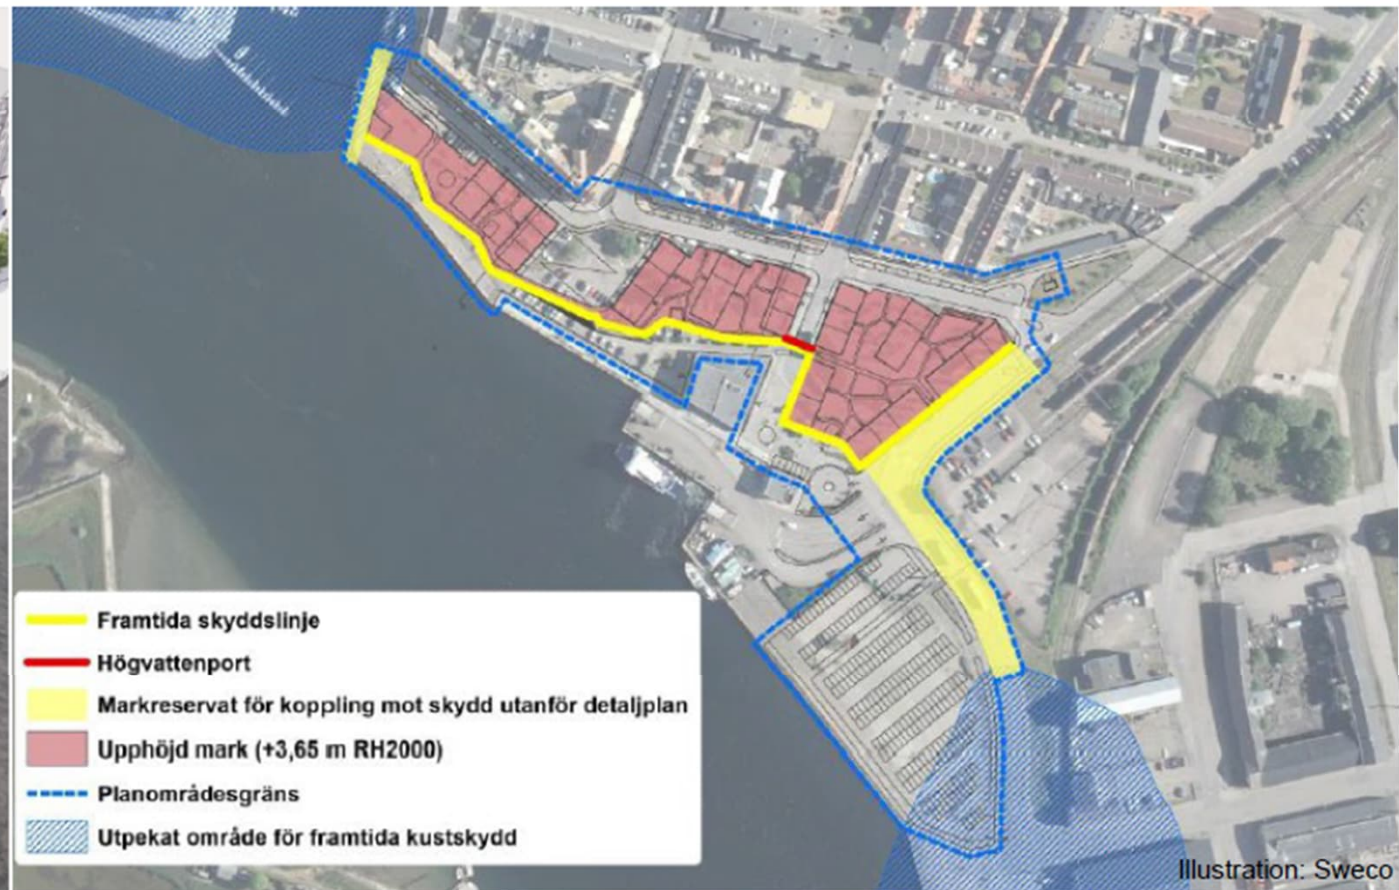 Framtida skyddslinje
Högvattenport
Markreservat för koppling mot skydd utanför detaljplan
Upphöjd mark (+3,65 m RH2000)
Planområdesgräns
Utpekat område för framtida kustskydd
Illustration: Sweco